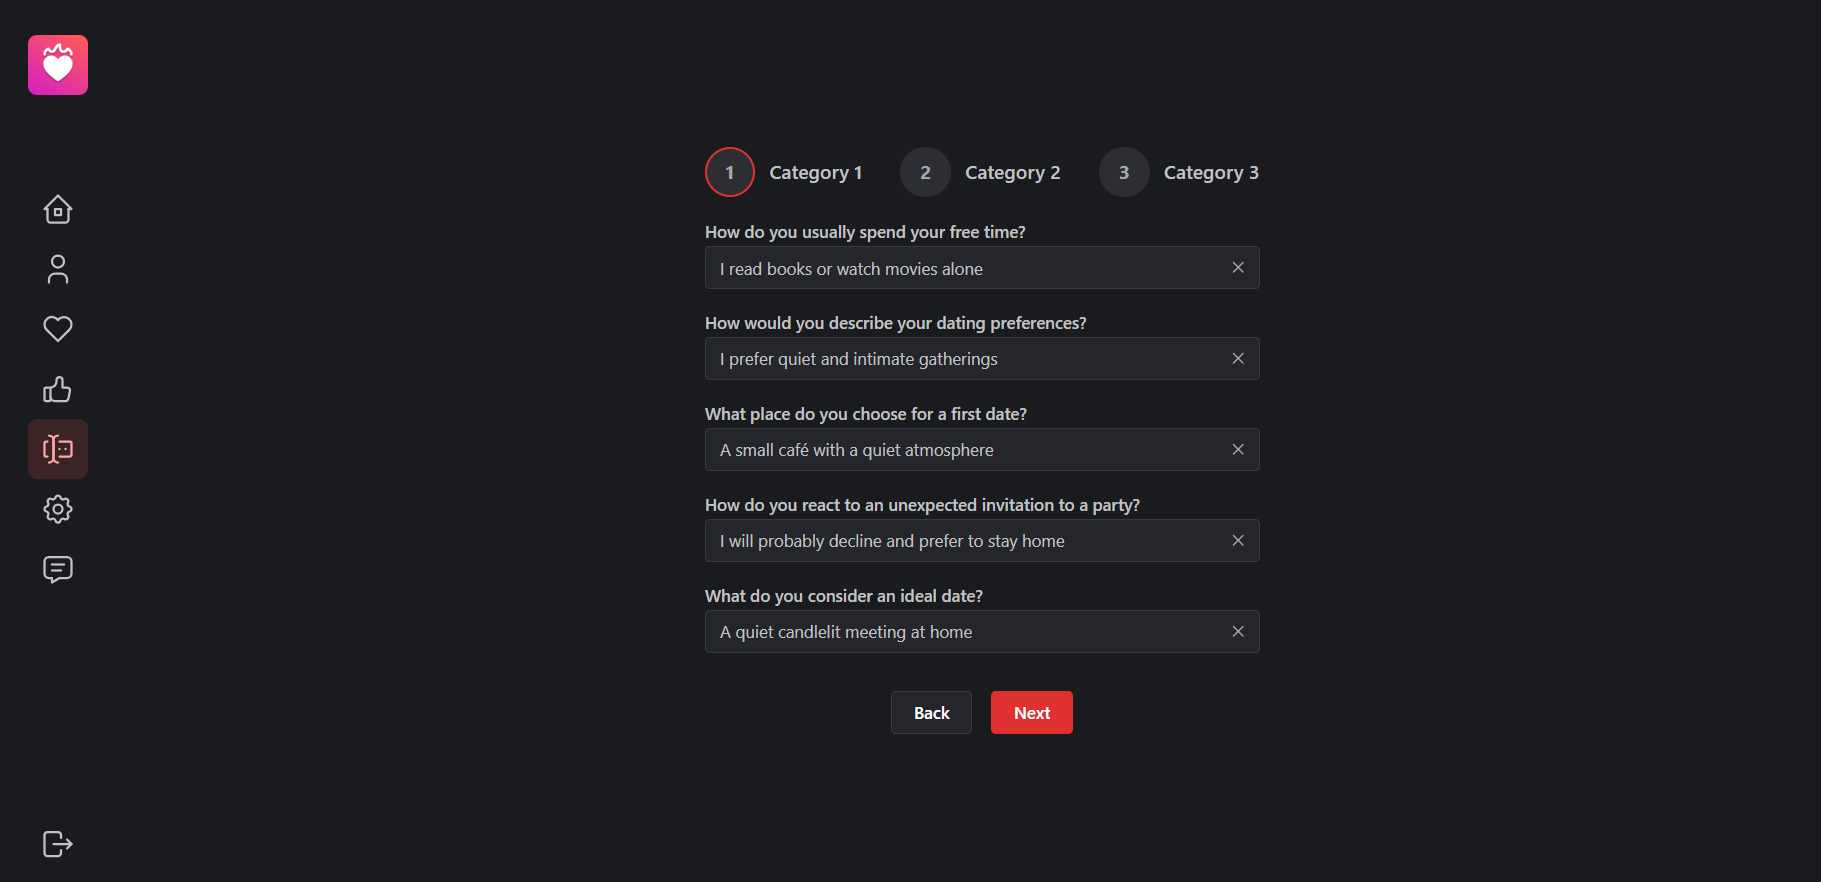 1 Category 1 2 Category 2 3 Category 3
How do you usually spend your free time?
I read books or watch movies alone
How would you describe your dating preferences?
I prefer quiet and intimate gatherings
What place do you choose for a first date?
A small café with a quiet atmosphere
How do you react to an unexpected invitation to a party?
I will probably decline and prefer to stay home
What do you consider an ideal date?
A quiet candlelit meeting at home
Back Next